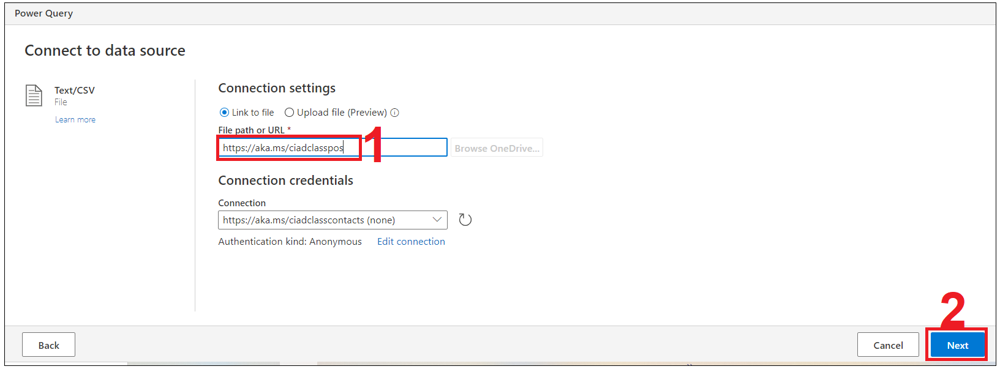 Power Query
Connect to data source
Text/CSV
File
Learn more
Connection settings
Link to file Upload file (Preview)
File path or URL *
https://aka.ms/ciadclasspos
1
Browse OneDrive...
Connection credentials
Connection
https://aka.ms/ciadclasscontacts (none)
Authentication kind: Anonymous Edit connection
2
Back Cancel Next